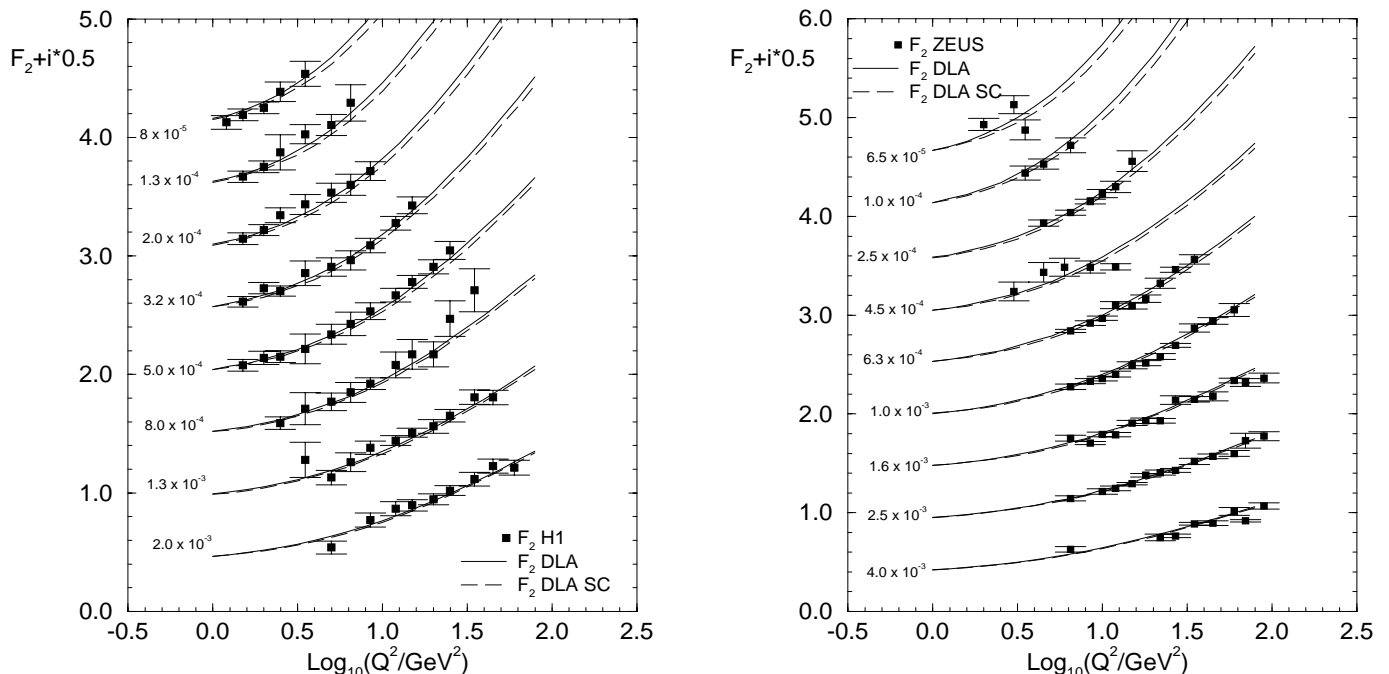 5.0
4.0
3.0
2.0
1.0
0.0
F₂+i*0.5
8 x 10⁻⁵
1.3 x 10⁻⁴
2.0 x 10⁻⁴
3.2 x 10⁻⁴
5.0 x 10⁻⁴
8.0 x 10⁻⁴
1.3 x 10⁻³
2.0 x 10⁻³
F₂ H1
F₂ DLA
F₂ DLA SC
-0.5 0.0 0.5 1.0 1.5 2.0 2.5
Log₁₀(Q²/GeV²)
6.0
5.0
4.0
3.0
2.0
1.0
0.0
F₂+i*0.5
F₂ ZEUS
F₂ DLA
F₂ DLA SC
6.5 x 10⁻⁵
1.0 x 10⁻⁴
2.5 x 10⁻⁴
4.5 x 10⁻⁴
6.3 x 10⁻⁴
1.0 x 10⁻³
1.6 x 10⁻³
2.5 x 10⁻³
4.0 x 10⁻³
-0.5 0.0 0.5 1.0 1.5 2.0 2.5
Log₁₀(Q²/GeV²)